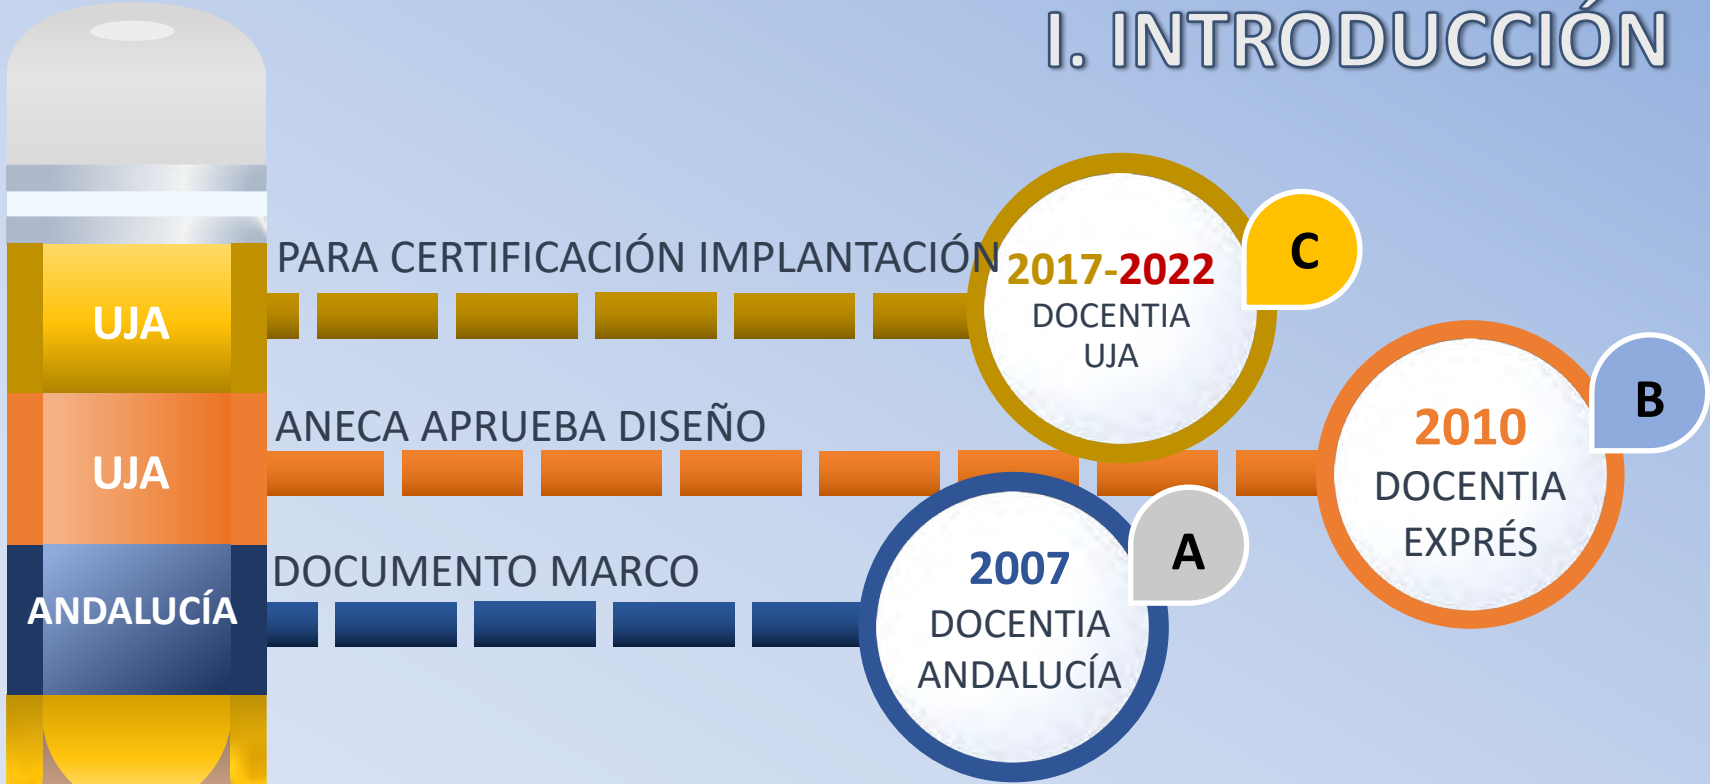 I. INTRODUCCIÓN
PARA CERTIFICACIÓN IMPLANTACIÓN
UJA
2017-2022
DOCENTIA
UJA
C
ANECA APRUEBA DISEÑO
UJA
2010
DOCENTIA
EXPRÉS
B
DOCUMENTO MARCO
ANDALUCÍA
2007
DOCENTIA
ANDALUCÍA
A